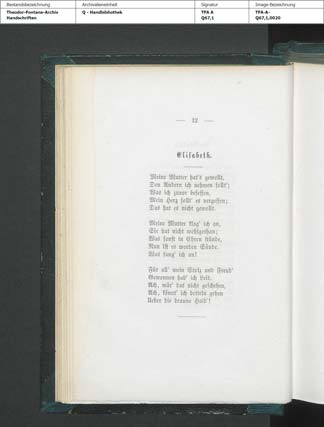 Bestandsbezeichnung
Archivalieneinheit
Signatur
Image-Bezeichnung
Theodor-Fontane-Archiv
Handschriften
Q - Handbibliothek
TFA A
Q67,1
TFA-A-
Q67,1,0020
— 12 —
Elisabeth.
Meine Mutter hat's gewollt,
Den Andern ich nehmen sollt';
Was ich zuvor besessen,
Mein Herz sollt' es vergessen;
Das hat es nicht gewollt.
Meine Mutter klag' ich an,
Sie hat nicht wohlgethan;
Was sonst in Ehren stünde,
Nun ist es worden Sünde.
Was fang' ich an!
Für all' mein Stolz und Freud'
Gewonnen hab' ich Leid.
Ach, wär' das nicht geschehen,
Ach, könnt' ich betteln gehen
Ueber die braune Haid'!